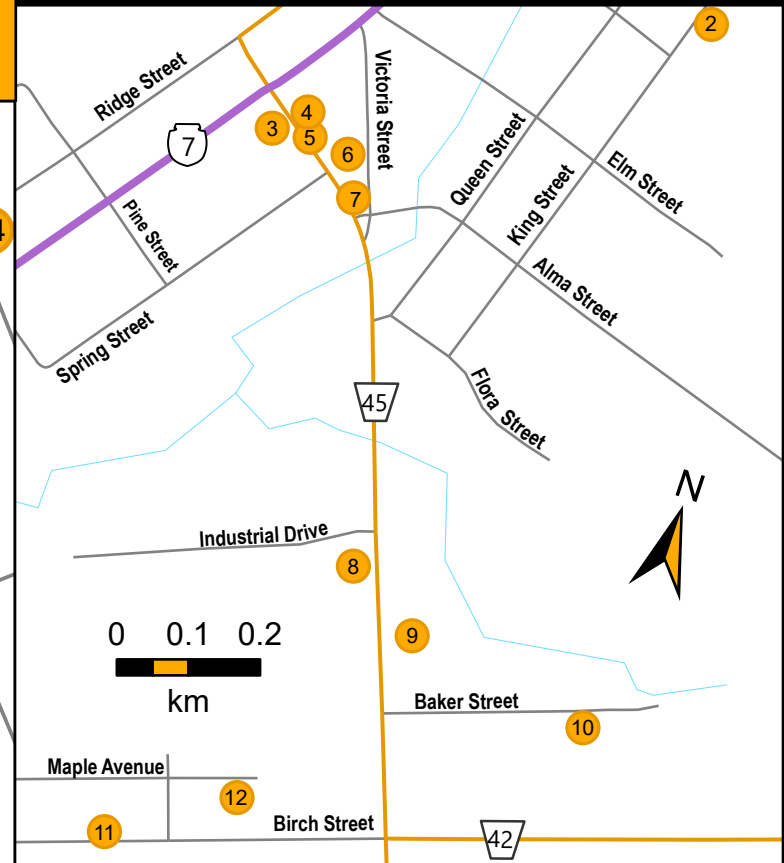 2
Ridge Street
Victoria Street
4
3
5
7
6
Queen Street
Elm Street
King Street
7
Pine Street
4
Alma Street
Spring Street
Flora Street
45
N
Industrial Drive
8
0 0.1 0.2
km
9
Baker Street
10
Maple Avenue
12
Birch Street
11
42